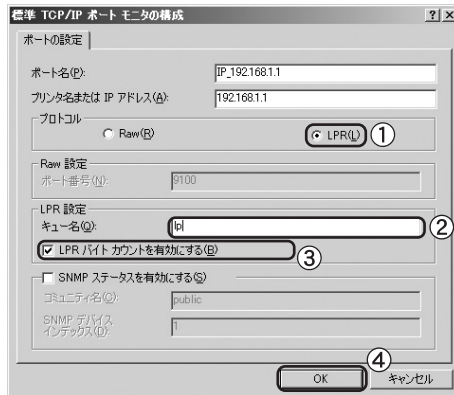 標準 TCP/IP ポート モニタの構成
ポートの設定
ポート名(P): IP_192.168.1.1
プリンタ名または IP アドレス(A): 192.168.1.1
プロトコル
Raw(R) LPR(L) ①
Raw 設定
ポート番号(N): 9100
LPR 設定
キュー名(Q): lp ②
LPR バイト カウントを有効にする(B) ③
SNMP ステータスを有効にする(S)
コミュニティ名(C): public
SNMP デバイス
インデックス(D): 1
④
OK キャンセル